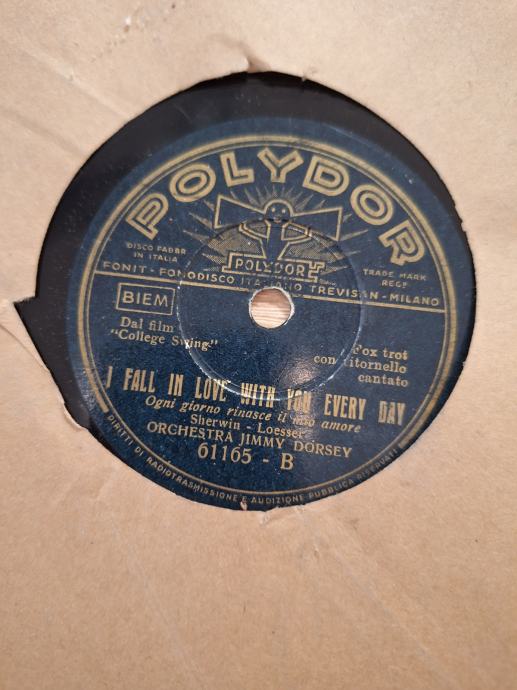 POLYDOR
POLYDOR
DISCO FABBR
IN ITALIA
TRADE MARK
REGD
FONIT - FONODISCO ITALIANO TREVISAN - MILANO
BIEM
Dal film
"College Swing"
Fox trot
con ritornello
cantato
I FALL IN LOVE WITH YOU EVERY DAY
Ogni giorno rinasce il mio amore
Sherwin - Loesser
ORCHESTRA JIMMY DORSEY
61165 - B
DIRITTI DI RADIOTRASMISSIONE E AUDIZIONE PUBBLICA RISERVATI